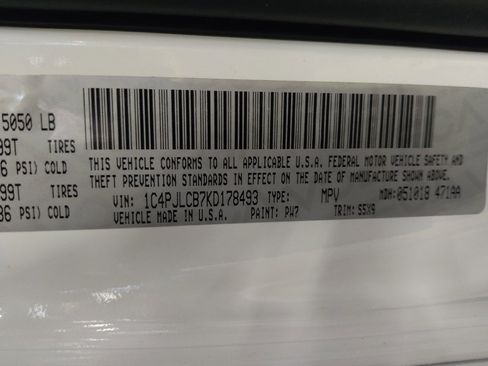 5050 LB
99T TIRES
6 PSI) COLD
99T TIRES
36 PSI) COLD
THIS VEHICLE CONFORMS TO ALL APPLICABLE U.S.A. FEDERAL MOTOR VEHICLE SAFETY AND
THEFT PREVENTION STANDARDS IN EFFECT ON THE DATE OF MANUFACTURE SHOWN ABOVE.
VIN: 1C4PJLCB7KD178493 TYPE: MPV MDH: 051018 471AA
VEHICLE MADE IN U.S.A. PAINT: PW7 TRIM: S5X9